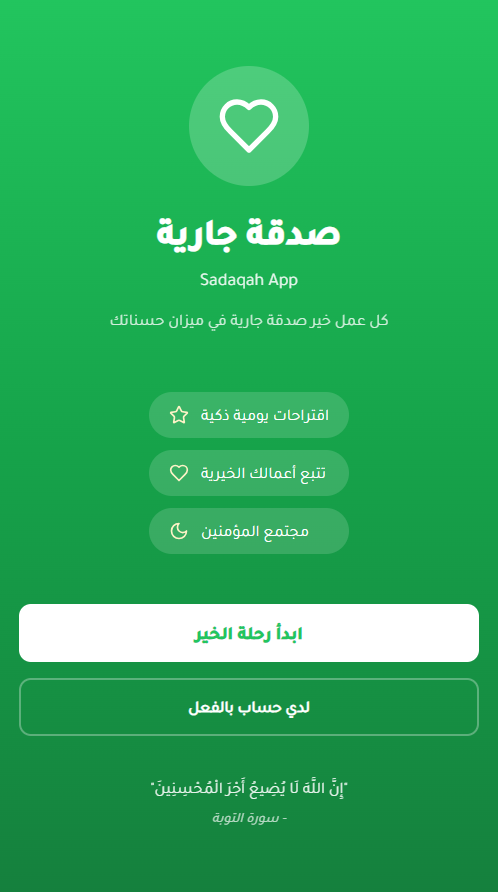 صدقة جارية
Sadaqah App
كل عمل خير صدقة جارية في ميزان حسناتك
اقتراحات يومية ذكية
تتبع أعمالك الخيرية
مجتمع المؤمنين
ابدأ رحلة الخير
لدي حساب بالفعل
"إِنَّ اللَّهَ لَا يُضِيعُ أَجْرَ الْمُحْسِنِينَ"
- سورة التوبة